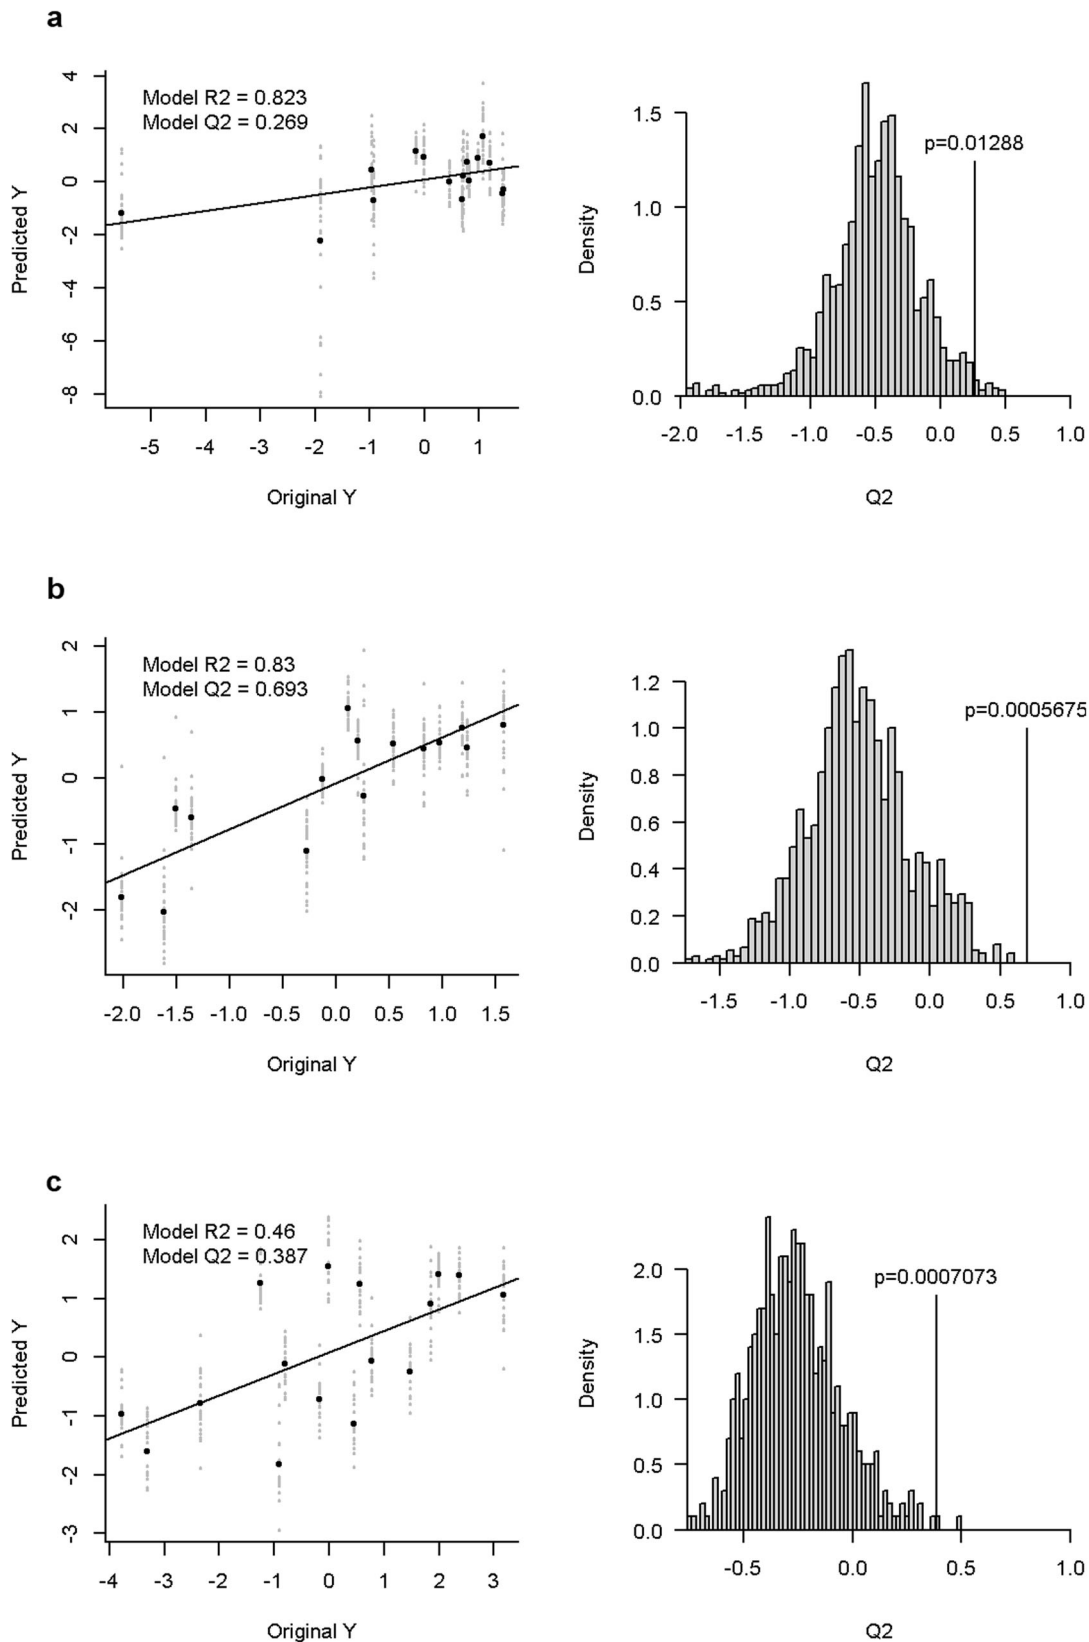 a
Model R2 = 0.823
Model Q2 = 0.269
Predicted Y
4
2
0
-2
-4
-6
-8
-5 -4 -3 -2 -1 0 1
Original Y
p=0.01288
Density
1.5
1.0
0.5
0.0
-2.0 -1.5 -1.0 -0.5 0.0 0.5 1.0
Q2
b
Model R2 = 0.83
Model Q2 = 0.693
Predicted Y
2
1
0
-1
-2
-2.0 -1.5 -1.0 -0.5 0.0 0.5 1.0 1.5
Original Y
p=0.0005675
Density
1.2
1.0
0.8
0.6
0.4
0.2
0.0
-1.5 -1.0 -0.5 0.0 0.5 1.0
Q2
c
Model R2 = 0.46
Model Q2 = 0.387
Predicted Y
2
1
0
-1
-2
-3
-4 -3 -2 -1 0 1 2 3
Original Y
p=0.0007073
Density
2.0
1.5
1.0
0.5
0.0
-0.5 0.0 0.5 1.0
Q2